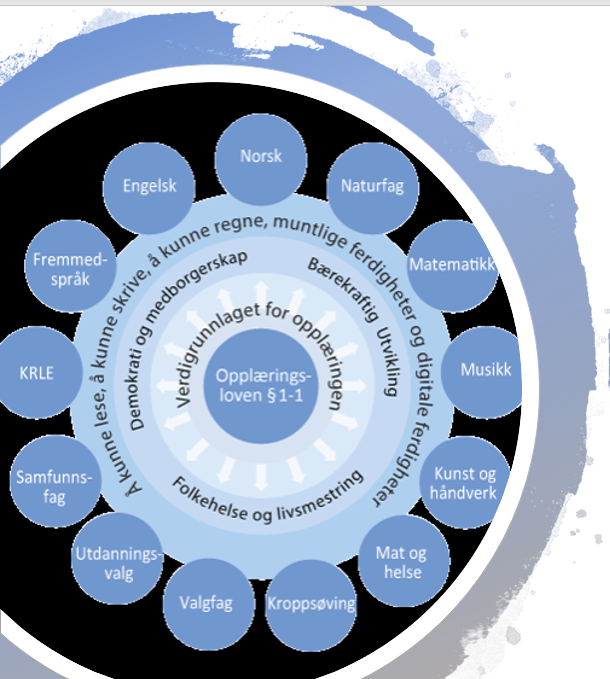 Norsk
Naturfag
Matematikk
Musikk
Kunst og
håndverk
Mat og
helse
Kroppsøving
Valgfag
Utdannings-
valg
Samfunns-
fag
KRLE
Fremmed-
språk
Engelsk
Å kunne lese, å kunne skrive, å kunne regne, muntlige ferdigheter og digitale ferdigheter
Demokrati og medborgerskap
Bærekraftig Utvikling
Folkehelse og livsmestring
Verdigrunnlaget for opplæringen
Opplærings-
loven § 1-1